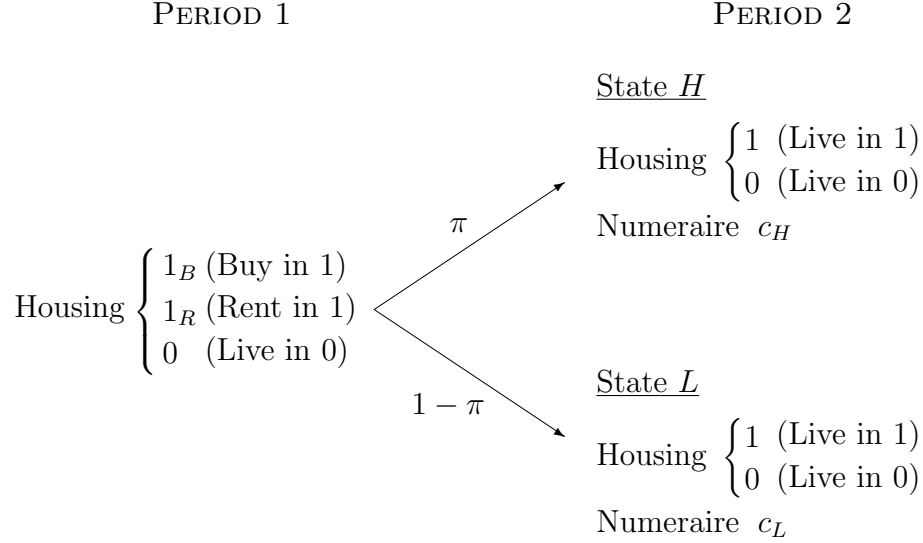 PERIOD 1
PERIOD 2
State H
Housing { 1 (Live in 1)
0 (Live in 0)
Numeraire c_H
π
Housing { 1_B (Buy in 1)
1_R (Rent in 1)
0 (Live in 0)
1 − π
State L
Housing { 1 (Live in 1)
0 (Live in 0)
Numeraire c_L